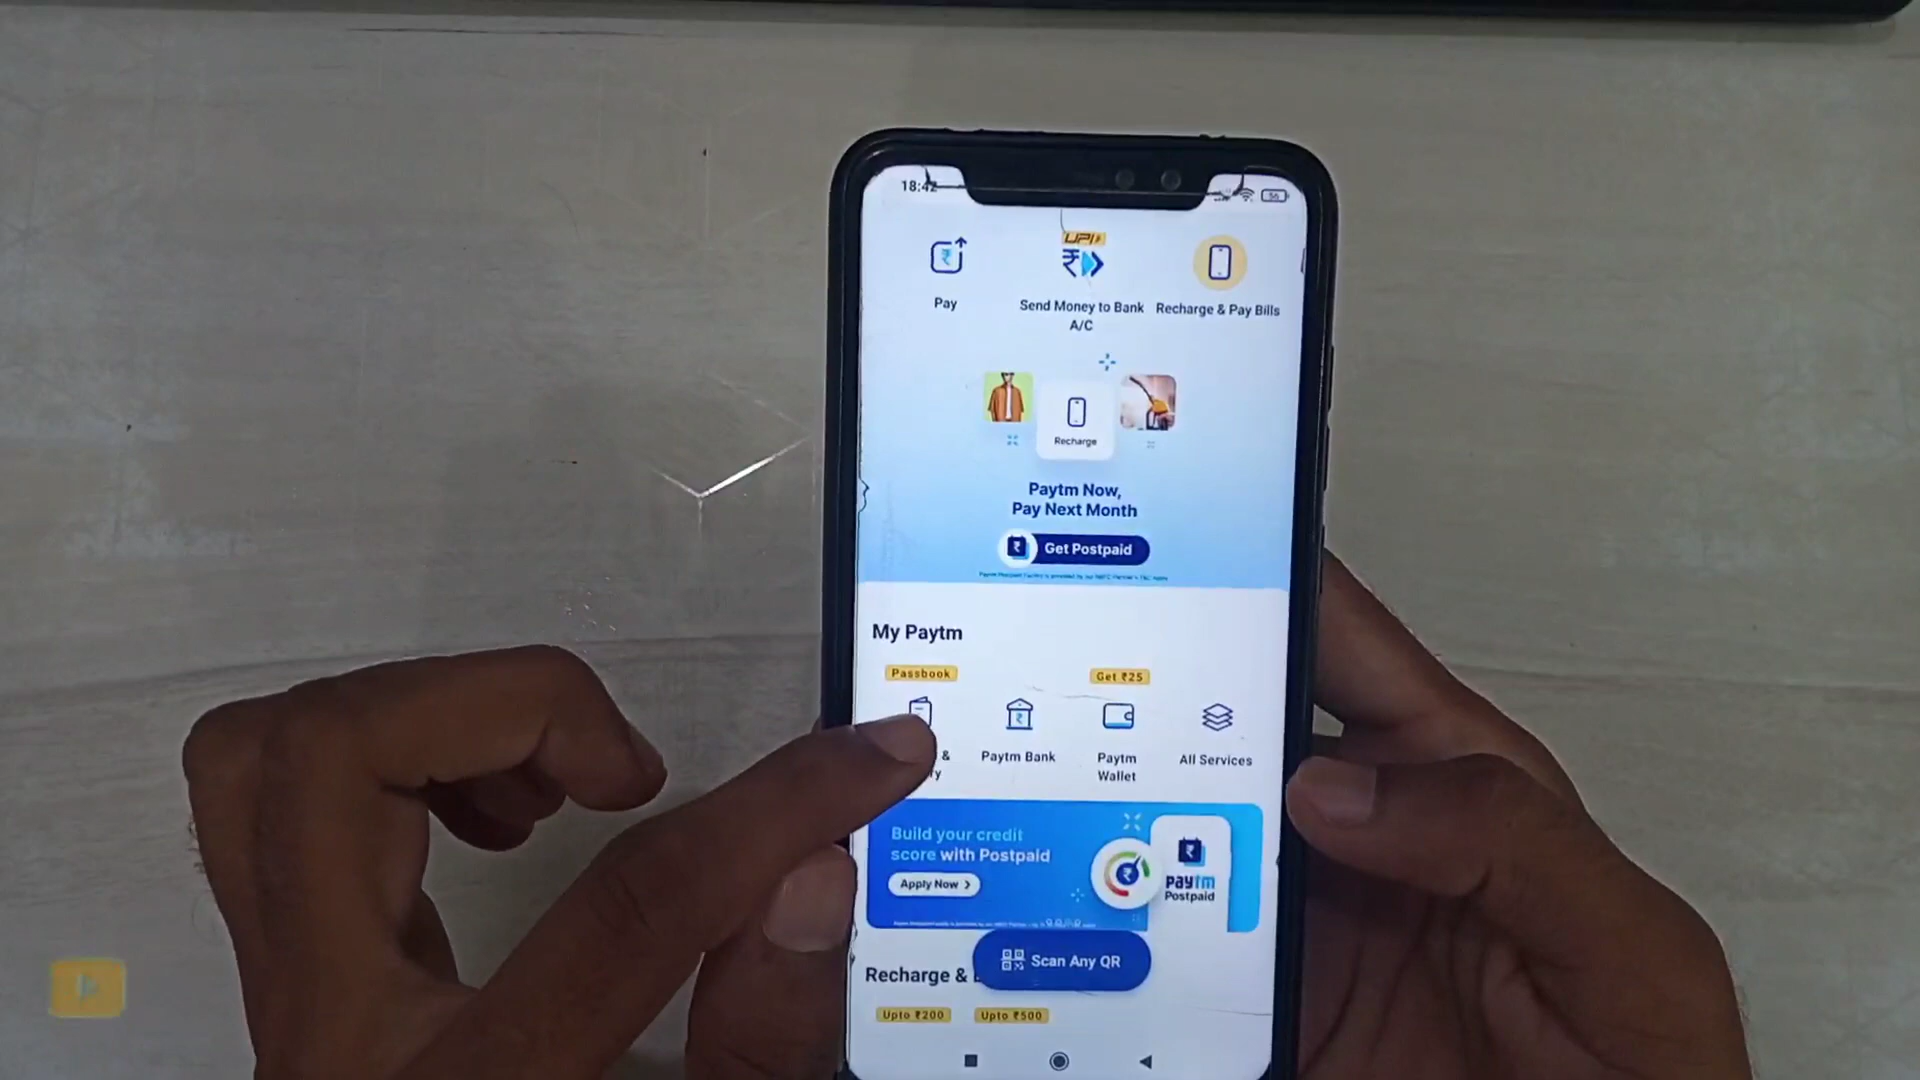 18:42
56
UPI
Pay
Send Money to Bank
A/C
Recharge & Pay Bills
Recharge
Paytm Now,
Pay Next Month
Get Postpaid
My Paytm
Passbook
Get ₹25
&
Paytm Bank
Paytm
Wallet
All Services
Build your credit
score with Postpaid
Apply Now >
paytm
Postpaid
Recharge &
Scan Any QR
Upto ₹200
Upto ₹500